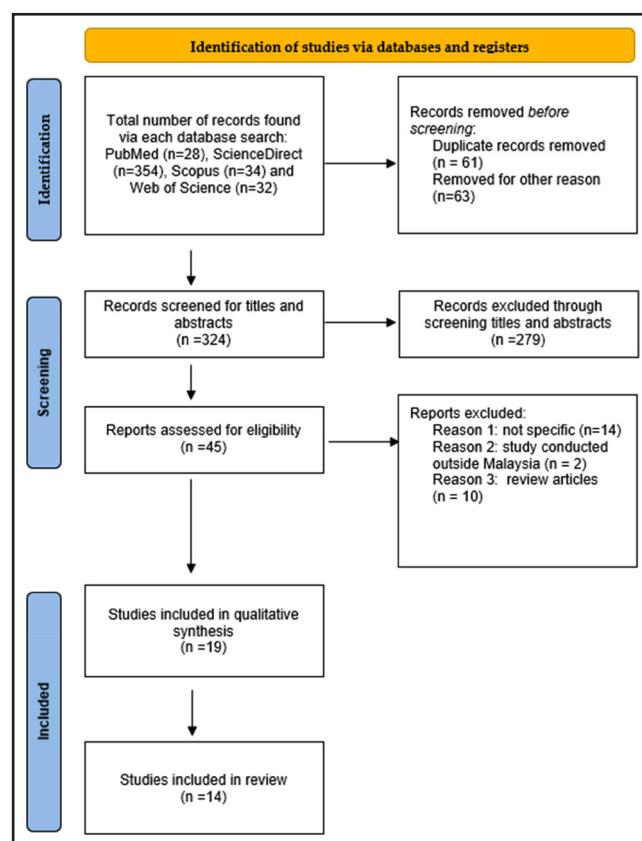 Identification of studies via databases and registers
Identification
Total number of records found
via each database search:
PubMed (n=28), ScienceDirect
(n=354), Scopus (n=34) and
Web of Science (n=32)
Records removed before
screening:
Duplicate records removed
(n = 61)
Removed for other reason
(n=63)
Screening
Records screened for titles and
abstracts
(n =324)
Records excluded through
screening titles and abstracts
(n =279)
Reports assessed for eligibility
(n =45)
Reports excluded:
Reason 1: not specific (n=14)
Reason 2: study conducted
outside Malaysia (n = 2)
Reason 3: review articles
(n = 10)
Included
Studies included in qualitative
synthesis
(n =19)
Studies included in review
(n =14)